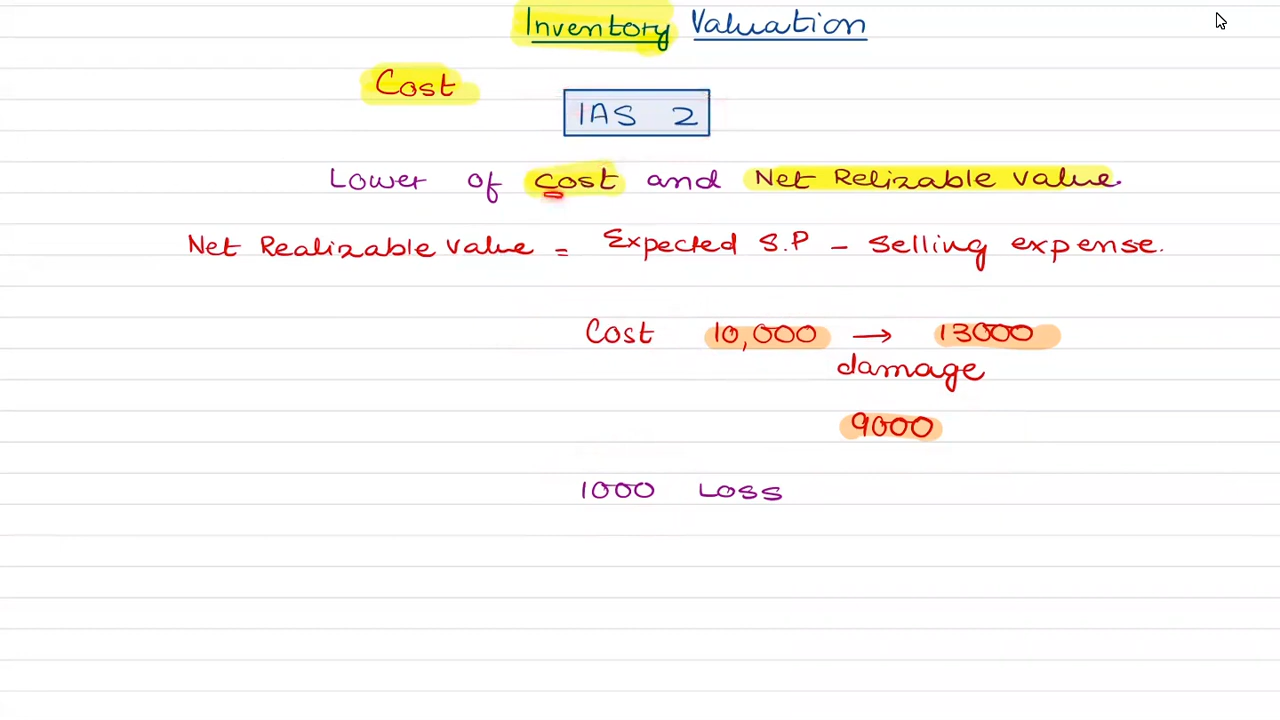 Inventory Valuation
Cost
IAS 2
Lower of cost and Net Relizable value.
Net Realizable value = Expected S.P - Selling expense.
Cost 10,000 → 13000
damage
9000
1000 Loss